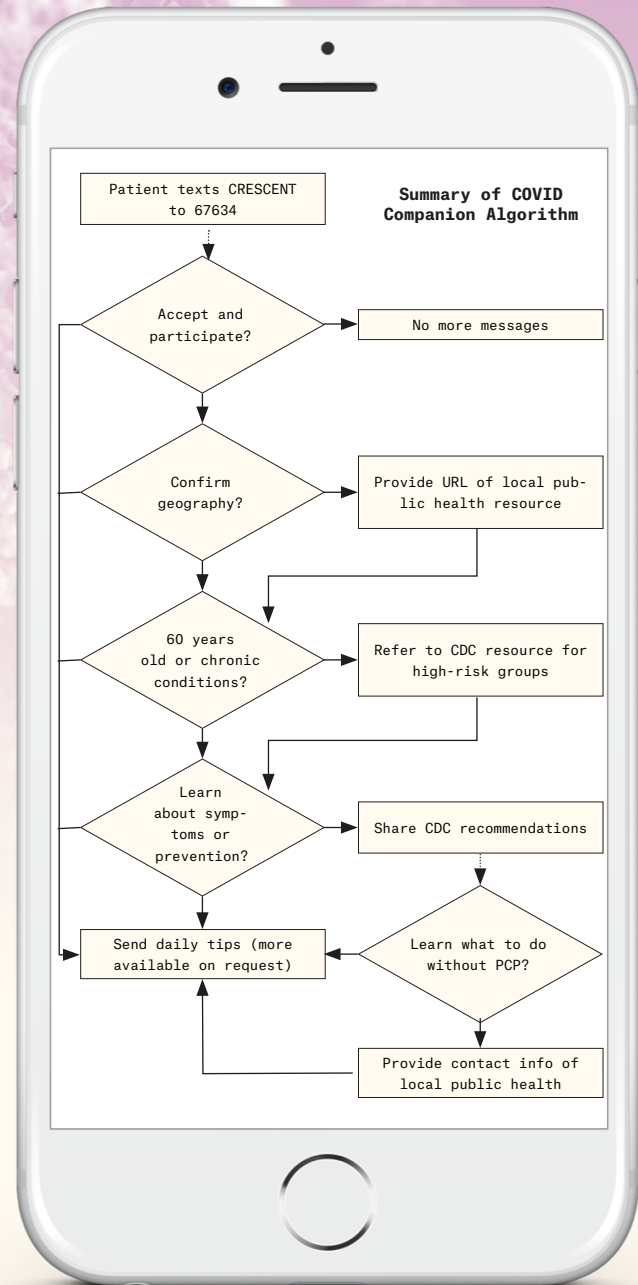 Patient texts CRESCENT
to 67634
Summary of COVID
Companion Algorithm
Accept and
participate?
No more messages
Confirm
geography?
Provide URL of local pub-
lic health resource
60 years
old or chronic
conditions?
Refer to CDC resource for
high-risk groups
Learn
about symp-
toms or
prevention?
Share CDC recommendations
Send daily tips (more
available on request)
Learn what to do
without PCP?
Provide contact info of
local public health